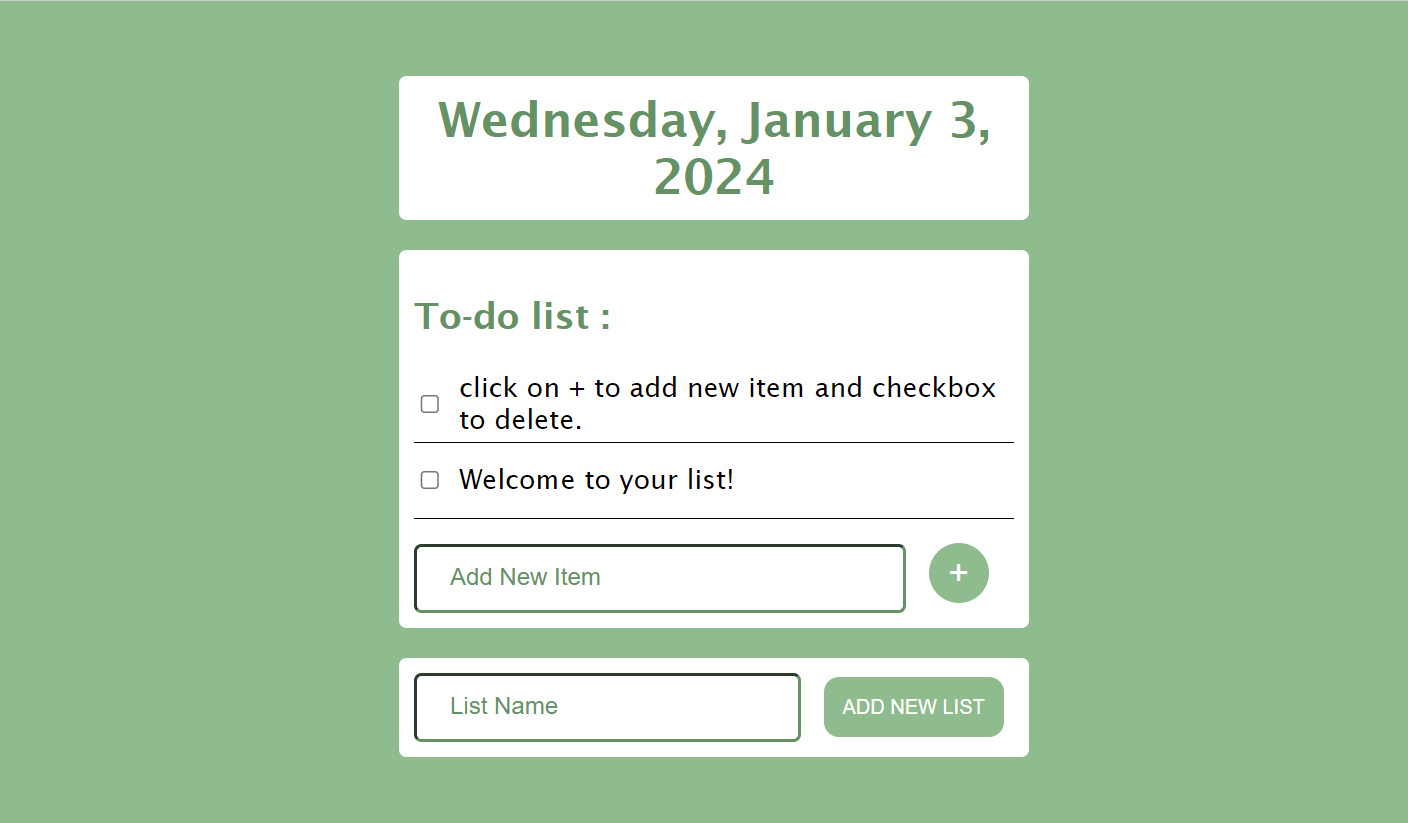 Wednesday, January 3,
2024
To-do list :
click on + to add new item and checkbox
to delete.
Welcome to your list!
Add New Item
+
List Name
ADD NEW LIST